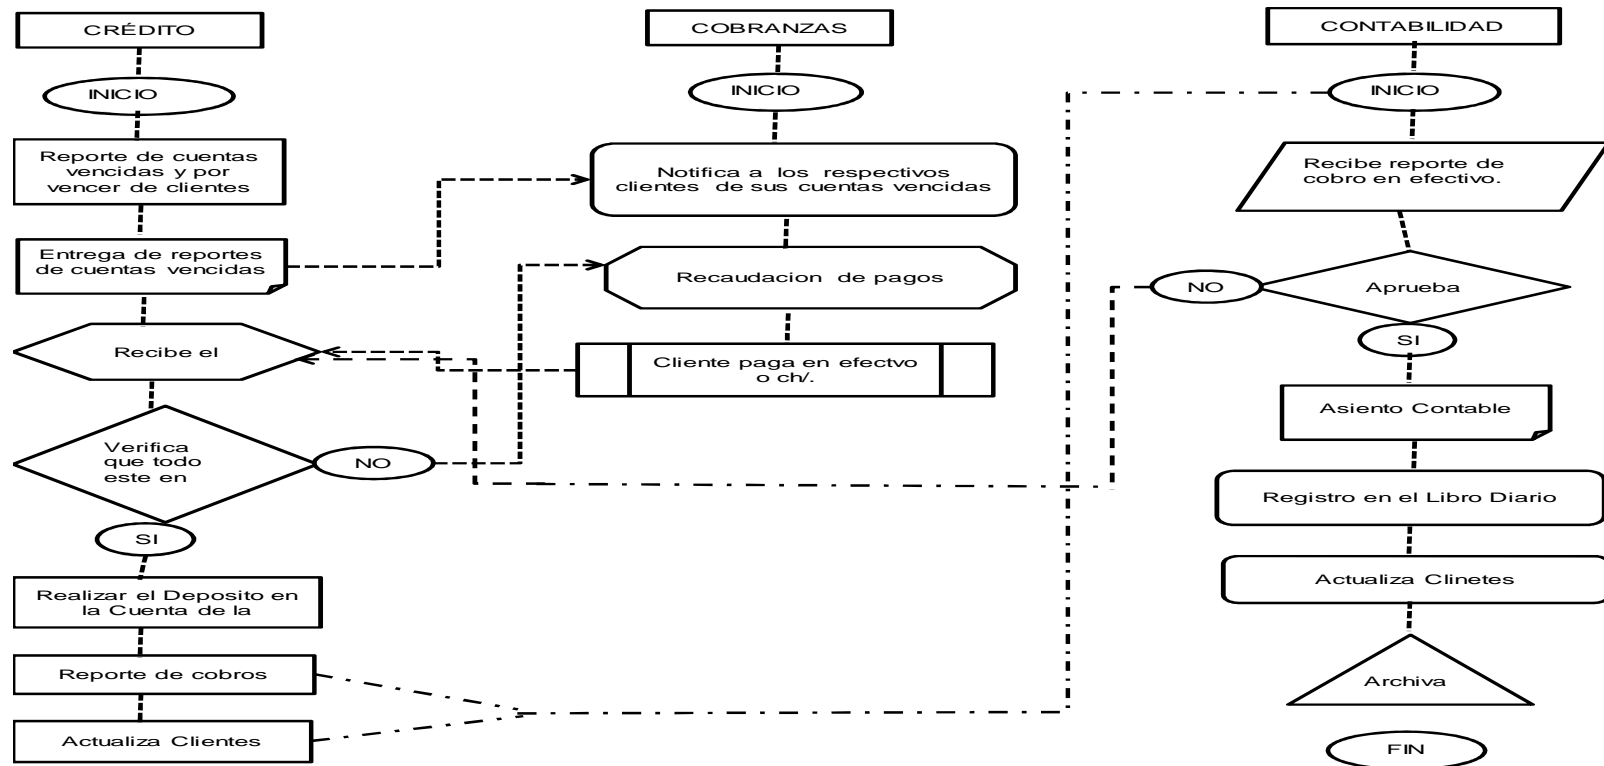 CRÉDITO
INICIO
Reporte de cuentas
vencidas y por
vencer de clientes
Entrega de reportes
de cuentas vencidas
Recibe el
Verifica
que todo
este en
NO
SI
Realizar el Deposito en
la Cuenta de la
Reporte de cobros
Actualiza Clientes
COBRANZAS
INICIO
Notifica a los respectivos
clientes de sus cuentas vencidas
Recaudacion de pagos
Cliente paga en efectvo
o ch/.
CONTABILIDAD
INICIO
Recibe reporte de
cobro en efectivo.
Aprueba
NO
SI
Asiento Contable
Registro en el Libro Diario
Actualiza Clinetes
Archiva
FIN